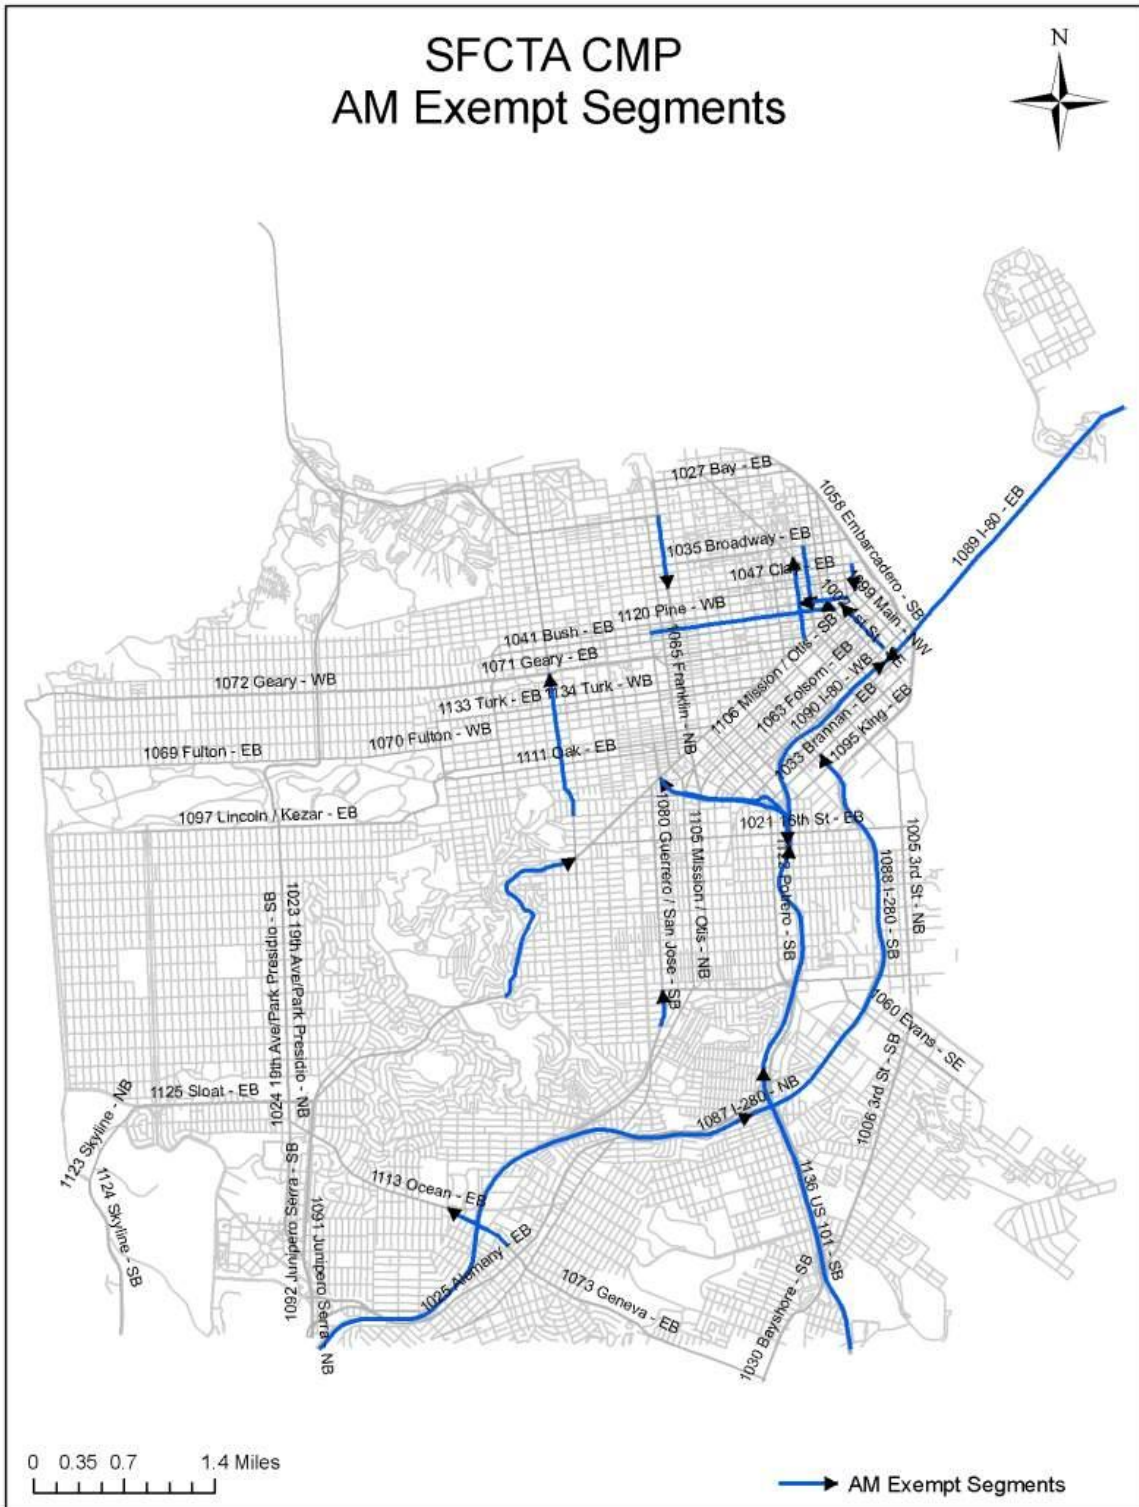 SFCTA CMP
AM Exempt Segments
N
1027 Bay - EB
1058 Embarcadero - SB
1089 I-80 - EB
1035 Broadway - EB
1120 Pine - WB
1041 Bush - EB
1071 Geary - EB
1072 Geary - WB
1065 Franklin - NB
1106 Mission / Otis - SB
1063 Folsom - EB
1090 I-80 - WB
1033 Brannan - EB
1095 King - EB
1133 Turk - EB
1134 Turk - WB
1069 Fulton - EB
1070 Fulton - WB
1111 Oak - EB
1097 Lincoln / Kezar - EB
1021 16th St - EB
1080 Guerrero / San Jose - SB
1105 Mission / Otis - NB
1005 3rd St - NB
1088 I-280 - SB
1024 19th Ave/Park Presidio - SB
1023 19th Ave/Park Presidio - NB
1060 Evans - SE
1006 3rd St - SB
1125 Sloat - EB
1087 I-280 - NB
1123 Skyline - NB
1124 Skyline - SB
1113 Ocean - EB
1092 Junipero Serra - SB
1091 Junipero Serra - NB
1025 Alemany - EB
1136 US 101 - SB
1073 Geneva - EB
1030 Bayshore - SB
0 0.35 0.7 1.4 Miles
AM Exempt Segments